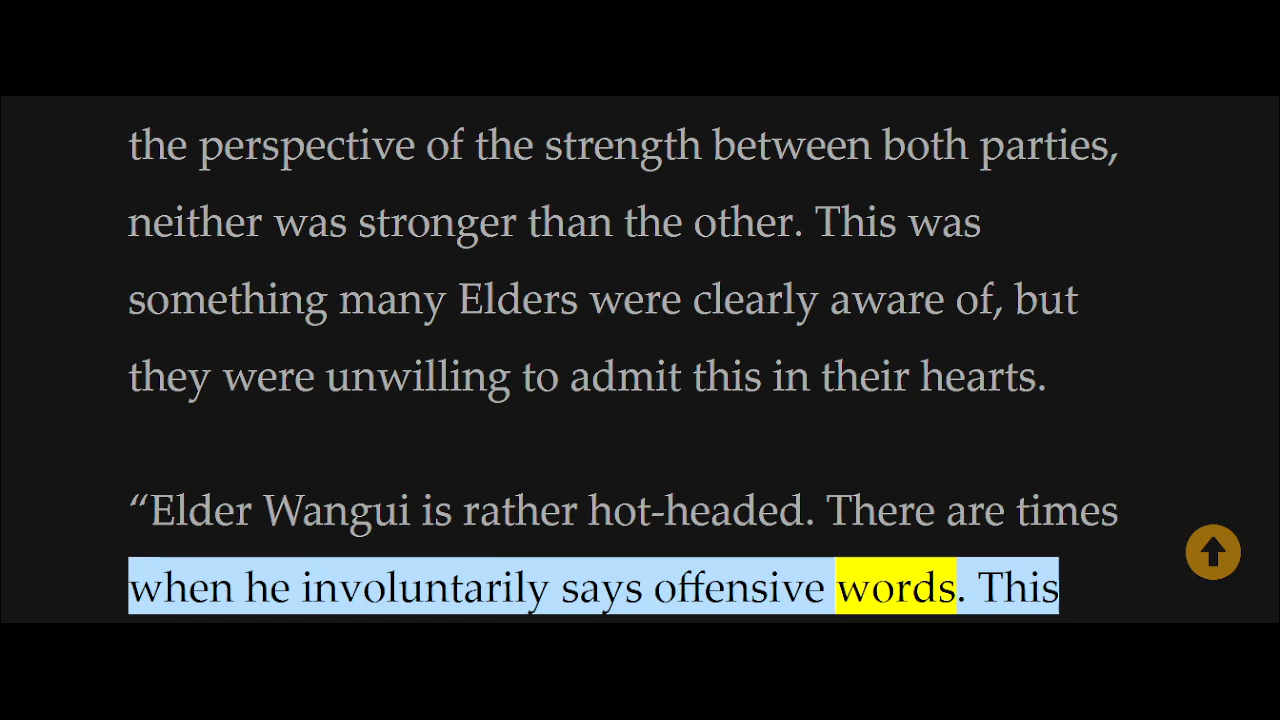 the perspective of the strength between both parties,
neither was stronger than the other. This was
something many Elders were clearly aware of, but
they were unwilling to admit this in their hearts.
“Elder Wangui is rather hot-headed. There are times
when he involuntarily says offensive words. This